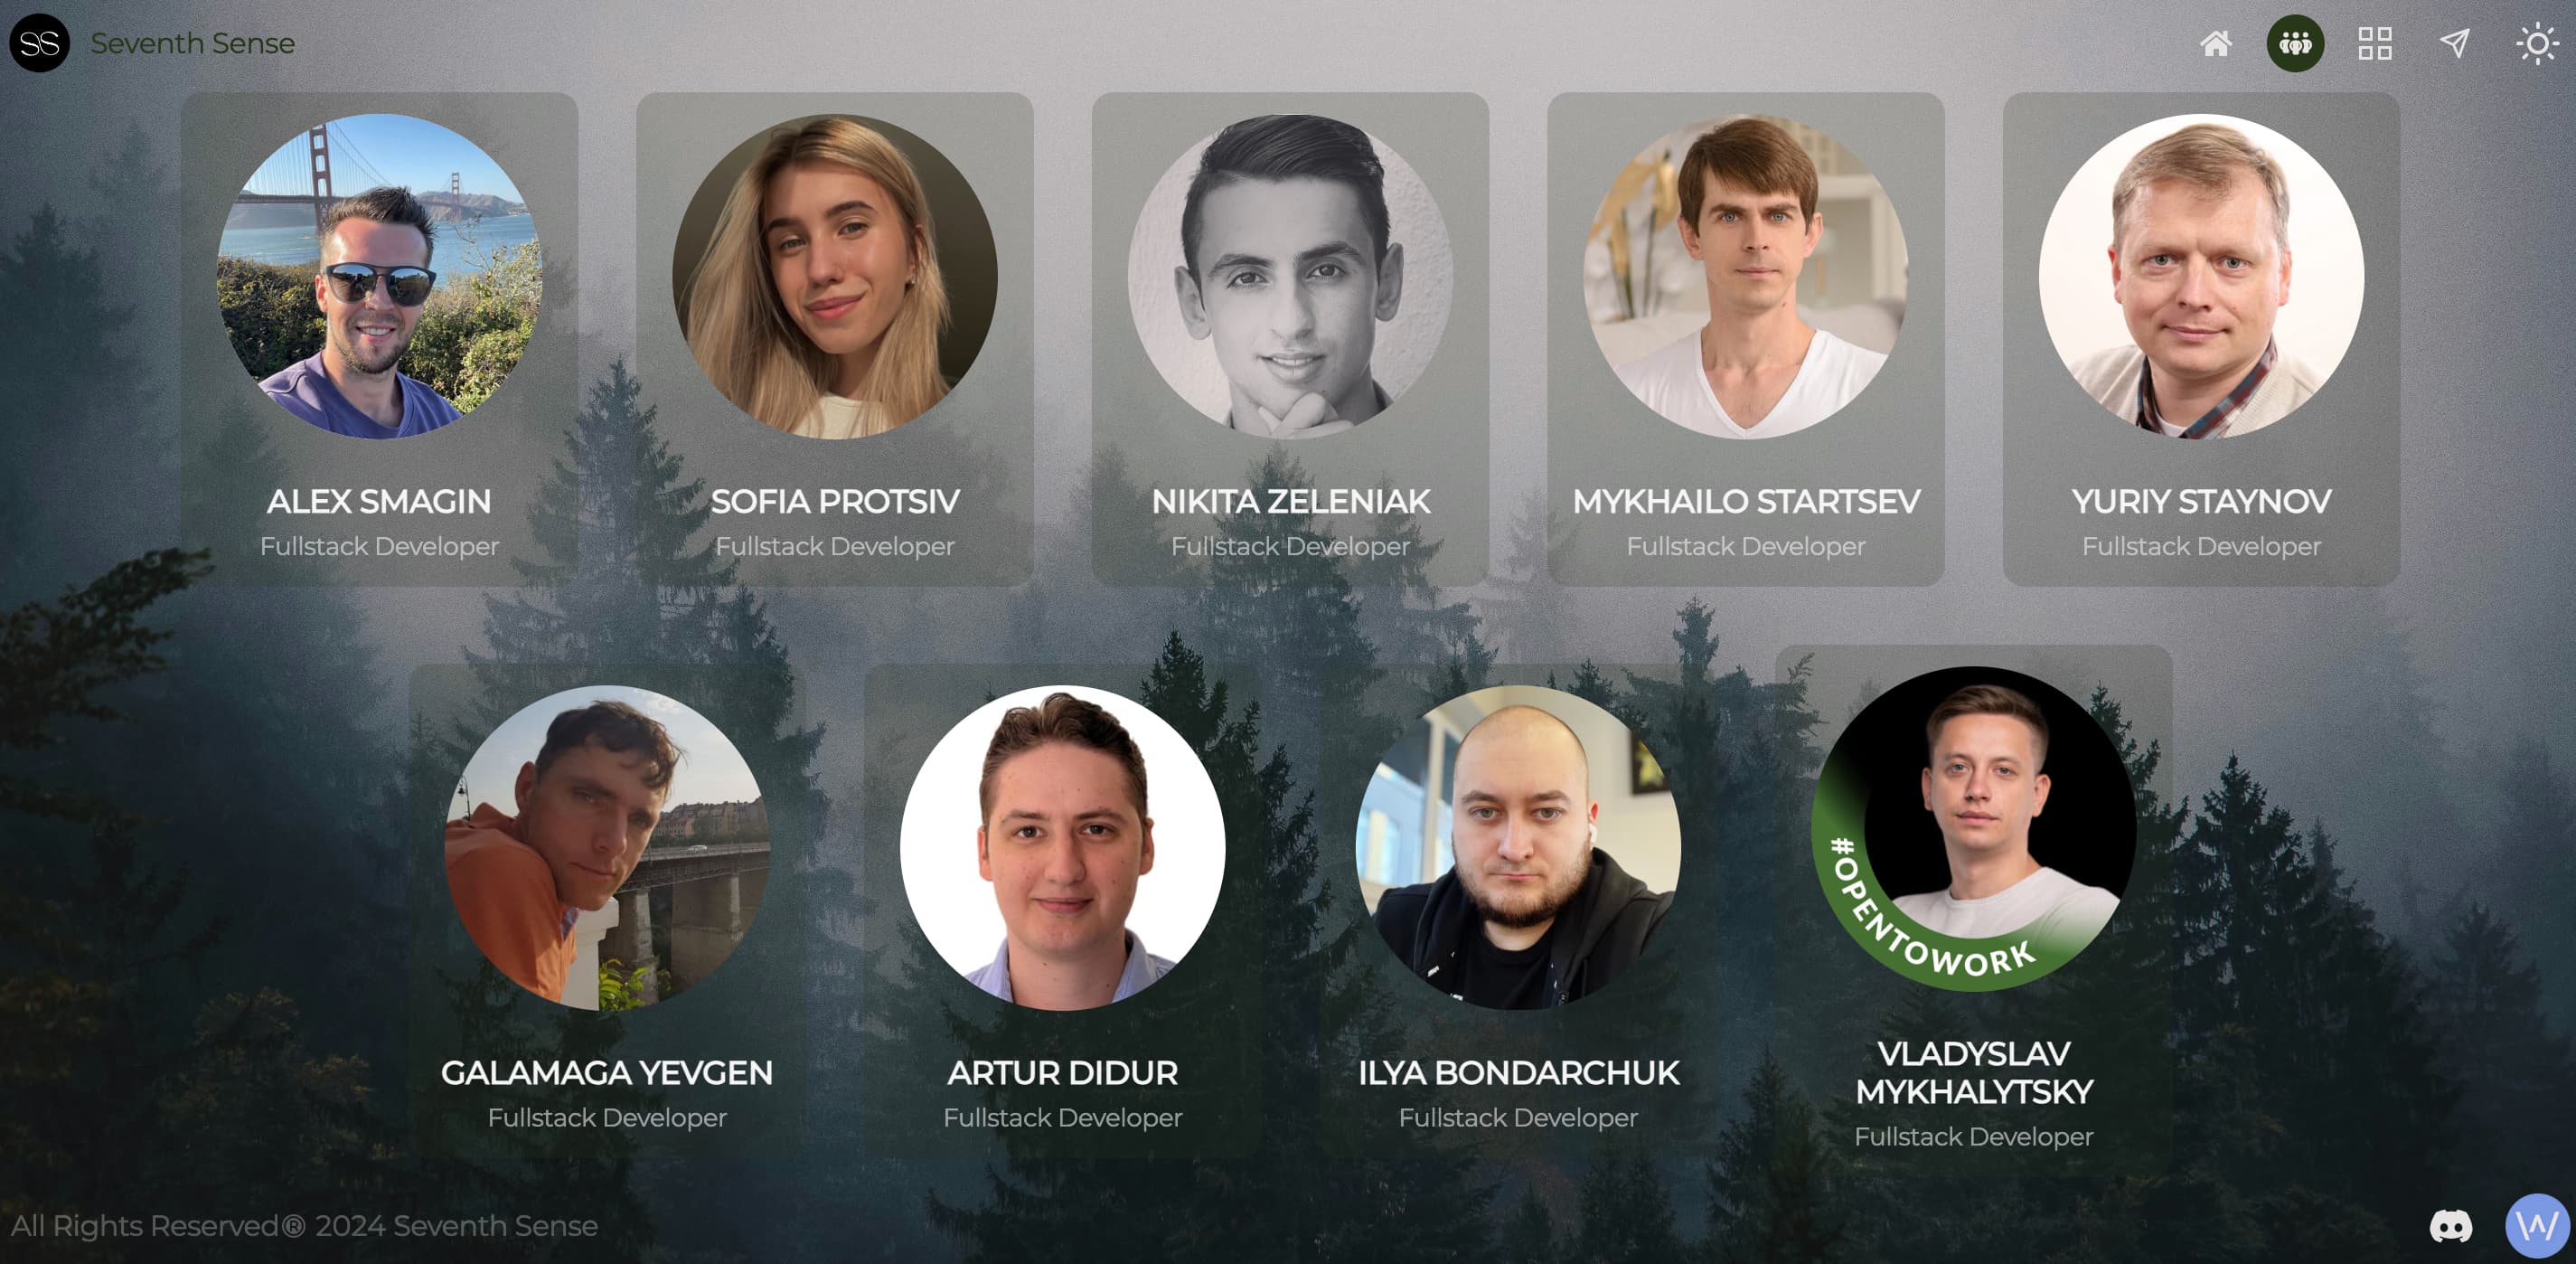 SS Seventh Sense
ALEX SMAGIN
Fullstack Developer
SOFIA PROTSIV
Fullstack Developer
NIKITA ZELENIAK
Fullstack Developer
MYKHAILO STARTSEV
Fullstack Developer
YURIY STAYNOV
Fullstack Developer
GALAMAGA YEVGEN
Fullstack Developer
ARTUR DIDUR
Fullstack Developer
ILYA BONDARCHUK
Fullstack Developer
#OPENTOWORK
VLADYSLAV
MYKHALYTSKY
Fullstack Developer
All Rights Reserved® 2024 Seventh Sense
W